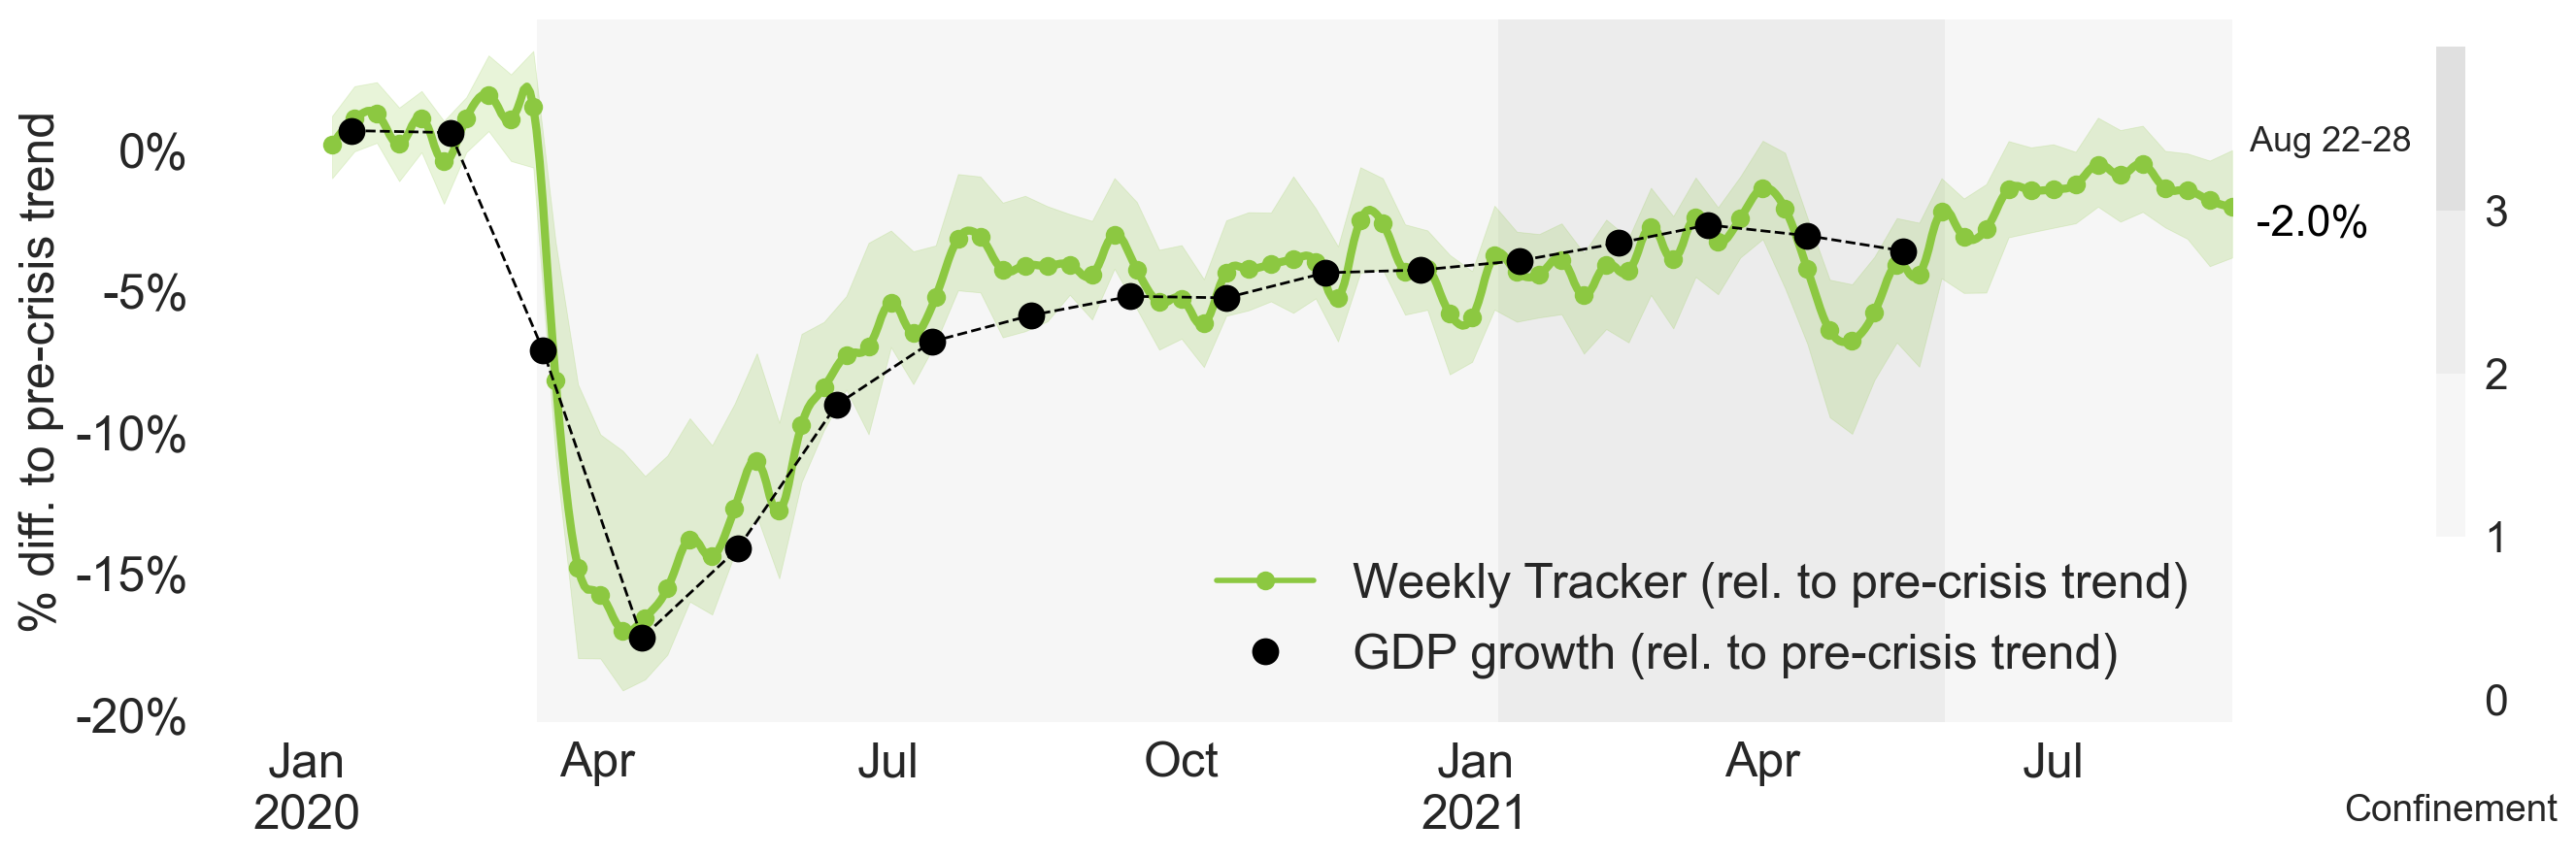 % diff. to pre-crisis trend
0%
-5%
-10%
-15%
-20%
Jan
2020
Apr
Jul
Oct
Jan
2021
Apr
Jul
Weekly Tracker (rel. to pre-crisis trend)
GDP growth (rel. to pre-crisis trend)
Aug 22-28
-2.0%
3
2
1
0
Confinement